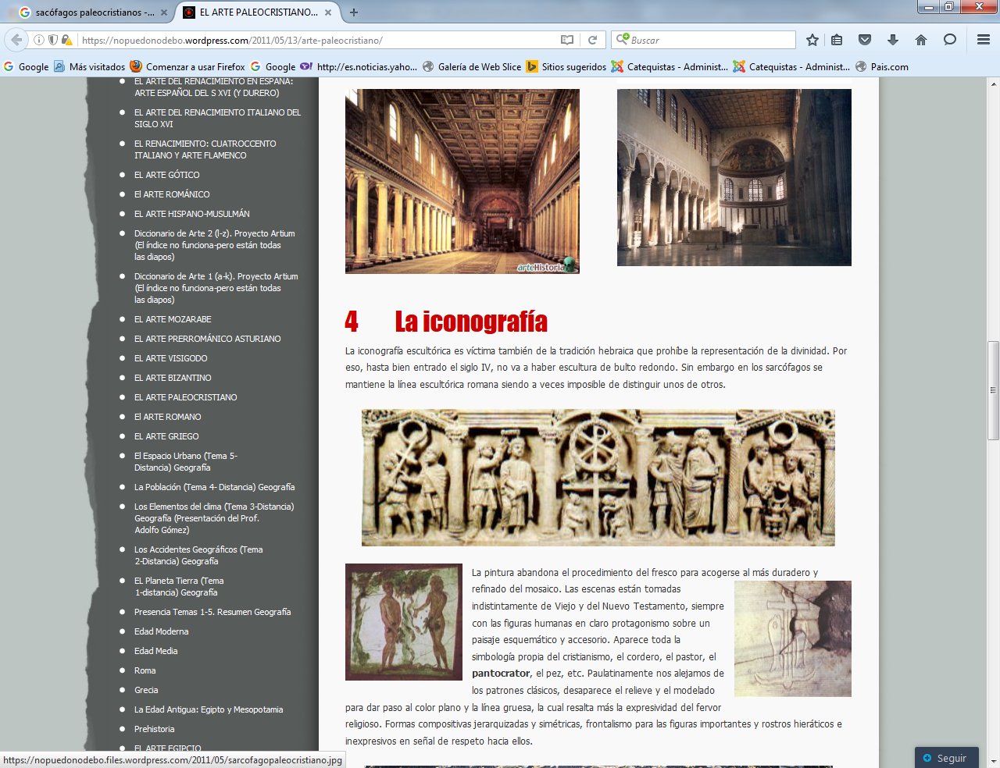 sacófagos paleocristianos -...
EL ARTE PALEOCRISTIANO...
https://nopuedonodebo.wordpress.com/2011/05/13/arte-paleocristiano/
Buscar
Google
Más visitados
Comenzar a usar Firefox
Google
http://es.noticias.yaho...
Galería de Web Slice
Sitios sugeridos
Catequistas - Administ...
Catequistas - Administ...
Pais.com
EL ARTE DEL RENACIMIENTO EN ESPAÑA:
ARTE ESPAÑOL DEL S XVI (Y DURERO)
EL ARTE DEL RENACIMIENTO ITALIANO DEL
SIGLO XVI
EL RENACIMIENTO: CUATROCCENTO
ITALIANO Y ARTE FLAMENCO
EL ARTE GÓTICO
El ARTE ROMÁNICO
EL ARTE HISPANO-MUSULMÁN
Diccionario de Arte 2 (l-z). Proyecto Artium
(El índice no funciona-pero están todas
las diapos)
Diccionario de Arte 1 (a-k). Proyecto Artium
(El índice no funciona-pero están todas
las diapos)
EL ARTE MOZARABE
EL ARTE PRERROMÁNICO ASTURIANO
EL ARTE VISIGODO
EL ARTE BIZANTINO
EL ARTE PALEOCRISTIANO
El ARTE ROMANO
EL ARTE GRIEGO
El Espacio Urbano (Tema 5-
Distancia) Geografía
La Población (Tema 4- Distancia) Geografía
Los Elementos del clima (Tema 3-Distancia)
Geografía (Presentación del Prof.
Adolfo Gómez)
Los Accidentes Geográficos (Tema
2-Distancia) Geografía
EL Planeta Tierra (Tema
1-distancia) Geografía
Presencia Temas 1-5. Resumen Geografía
Edad Moderna
Edad Media
Roma
Grecia
La Edad Antigua: Egipto y Mesopotamia
Prehistoria
EL ARTE EGIPCIO
https://nopuedonodebo.files.wordpress.com/2011/05/sarcofagopaleocristiano.jpg
arteHistoria
4 La iconografía
La iconografía escultórica es víctima también de la tradición hebraica que prohíbe la representación de la divinidad. Por
eso, hasta bien entrado el siglo IV, no va a haber escultura de bulto redondo. Sin embargo en los sarcófagos se
mantiene la línea escultórica romana siendo a veces imposible de distinguir unos de otros.
La pintura abandona el procedimiento del fresco para acogerse al más duradero y
refinado del mosaico. Las escenas están tomadas
indistintamente de Viejo y del Nuevo Testamento, siempre
con las figuras humanas en claro protagonismo sobre un
paisaje esquemático y accesorio. Aparece toda la
simbología propia del cristianismo, el cordero, el pastor, el
pantocrator, el pez, etc. Paulatinamente nos alejamos de
los patrones clásicos, desaparece el relieve y el modelado
para dar paso al color plano y la línea gruesa, la cual resalta más la expresividad del fervor
religioso. Formas compositivas jerarquizadas y simétricas, frontalismo para las figuras importantes y rostros hieráticos e
inexpresivos en señal de respeto hacia ellos.
Seguir